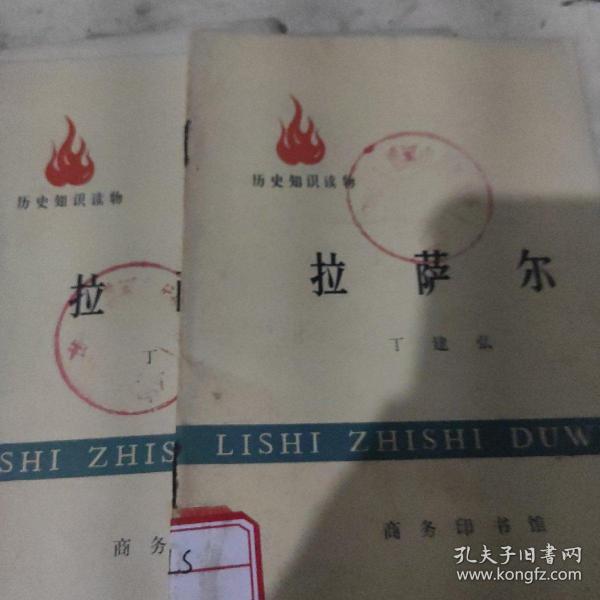 历史知识读物
拉
丁
SHI ZHIS
商务
历史知识读物
拉萨尔
丁建弘
LISHI ZHISHI DUW
商务印书馆
LS
孔夫子旧书网
www.kongfz.com